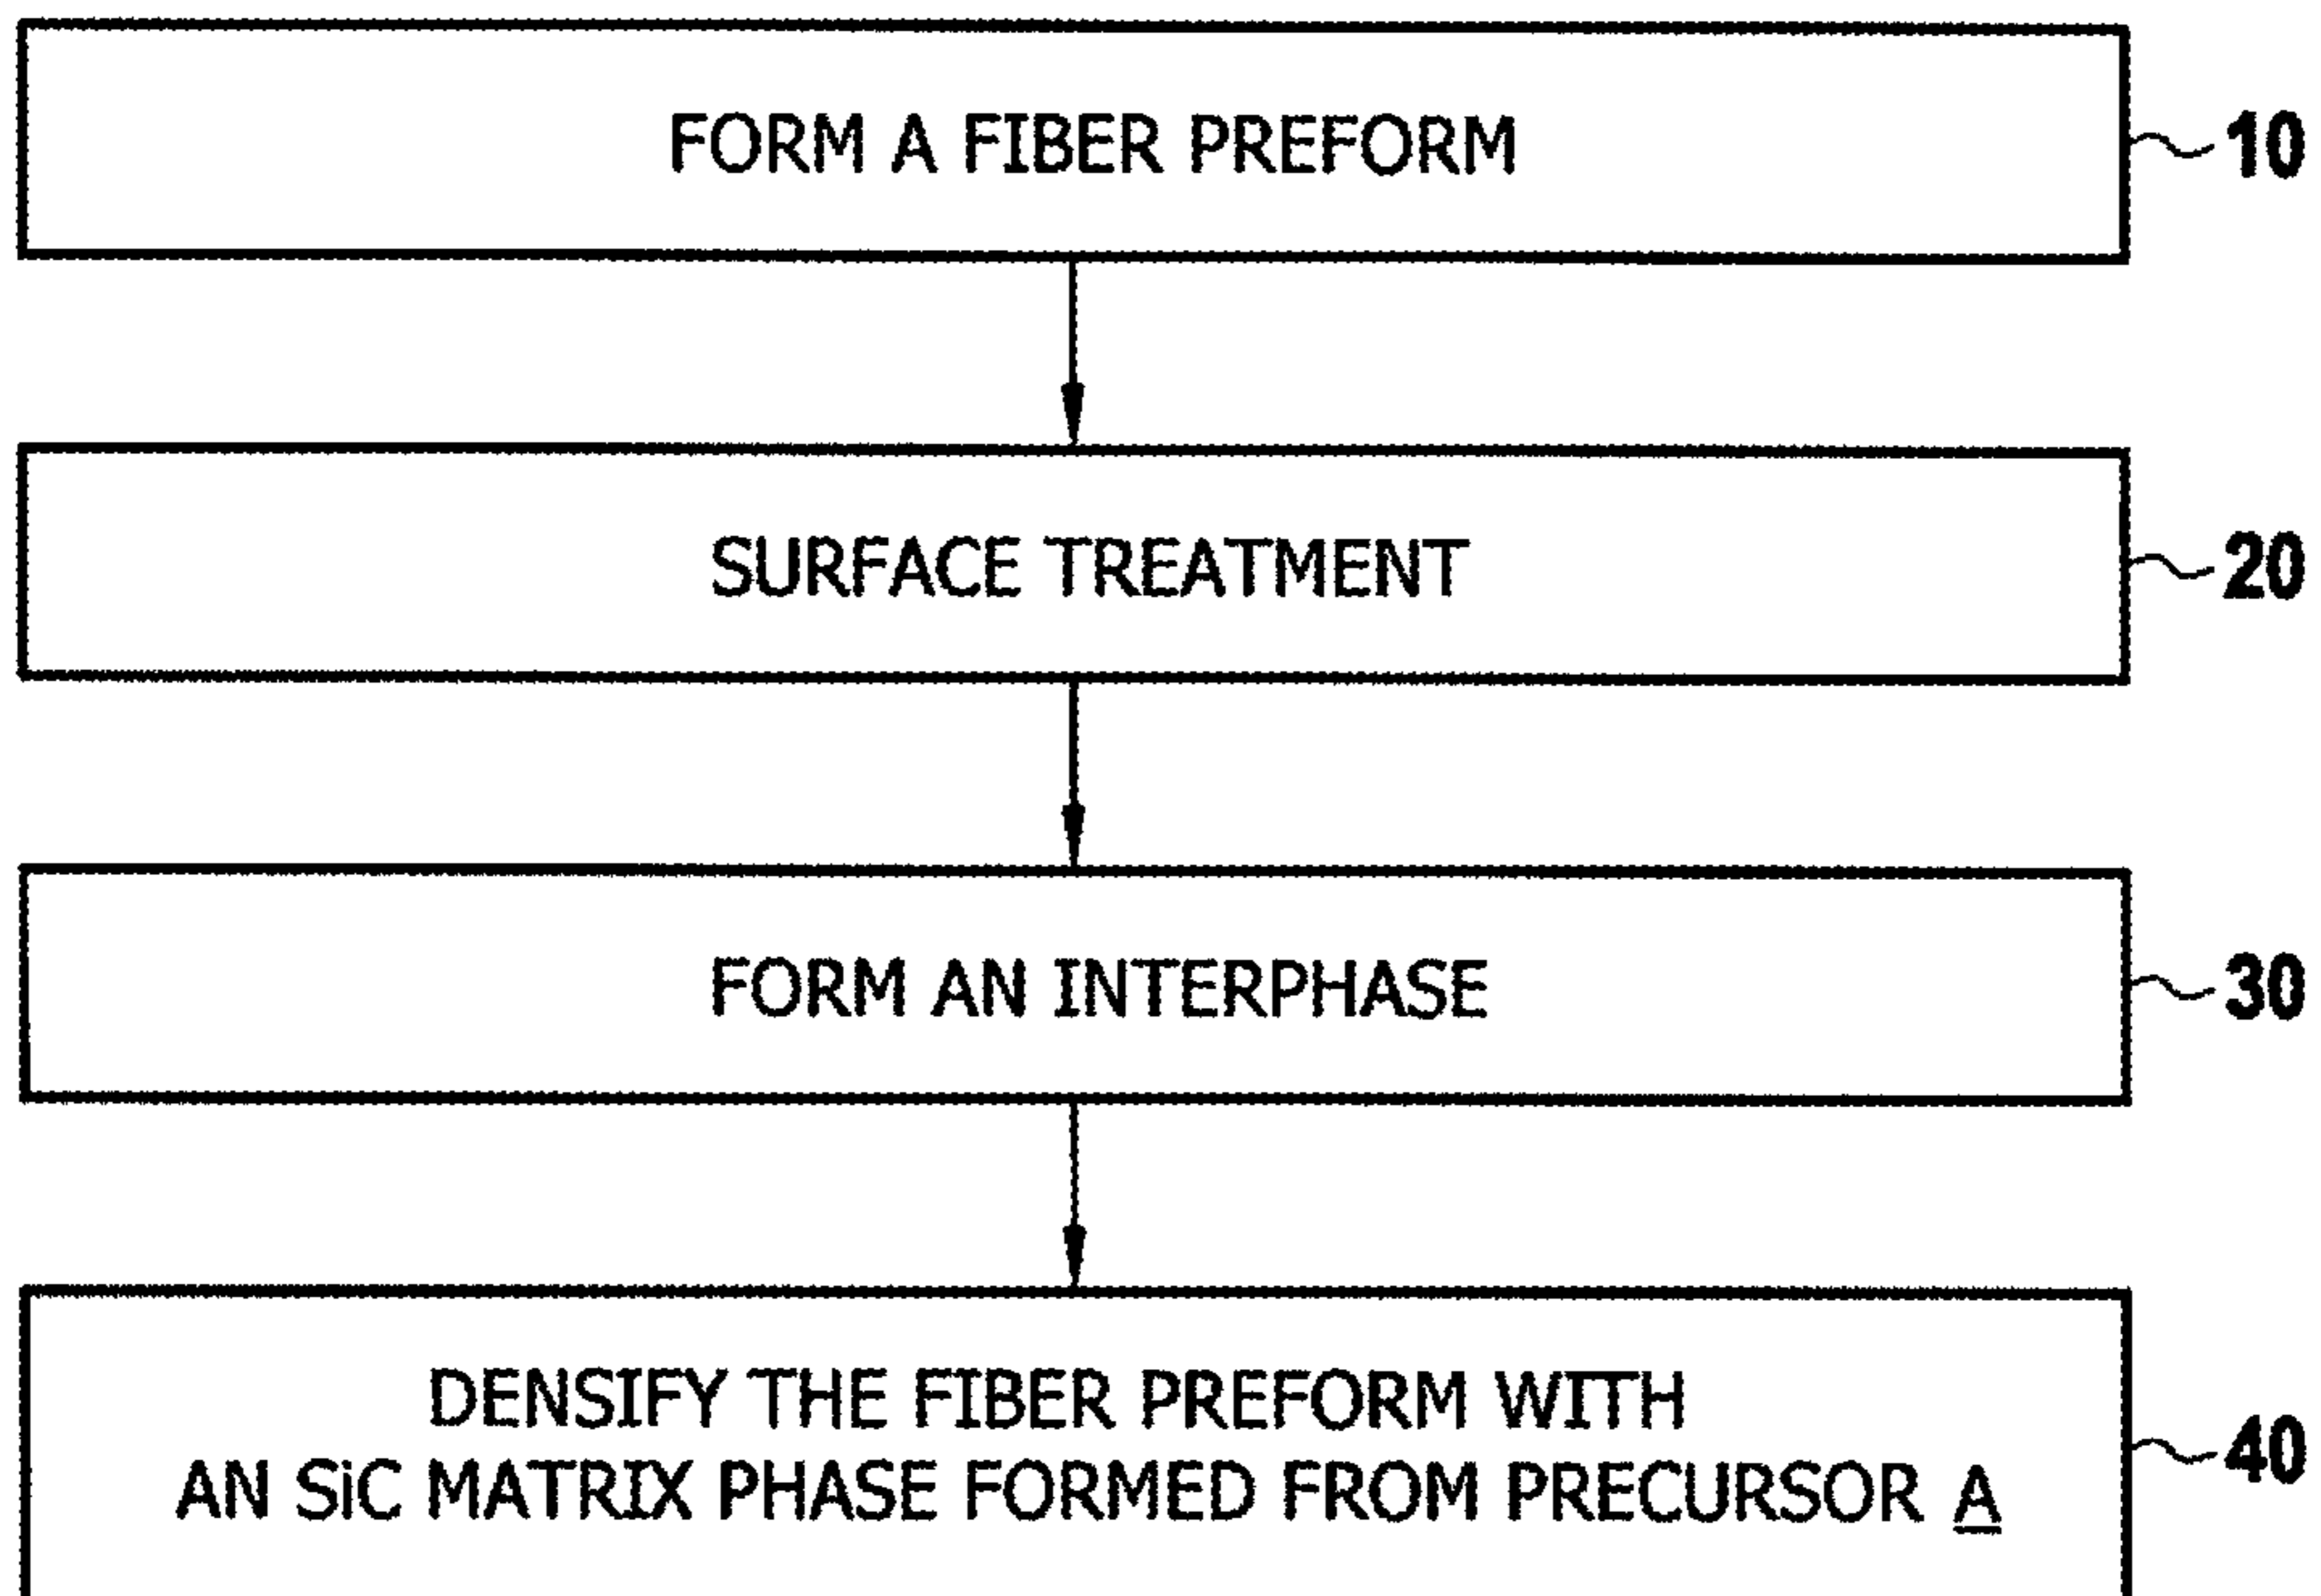 FORM A FIBER PREFORM
10
SURFACE TREATMENT
20
FORM AN INTERPHASE
30
DENSIFY THE FIBER PREFORM WITH
AN SiC MATRIX PHASE FORMED FROM PRECURSOR A
40